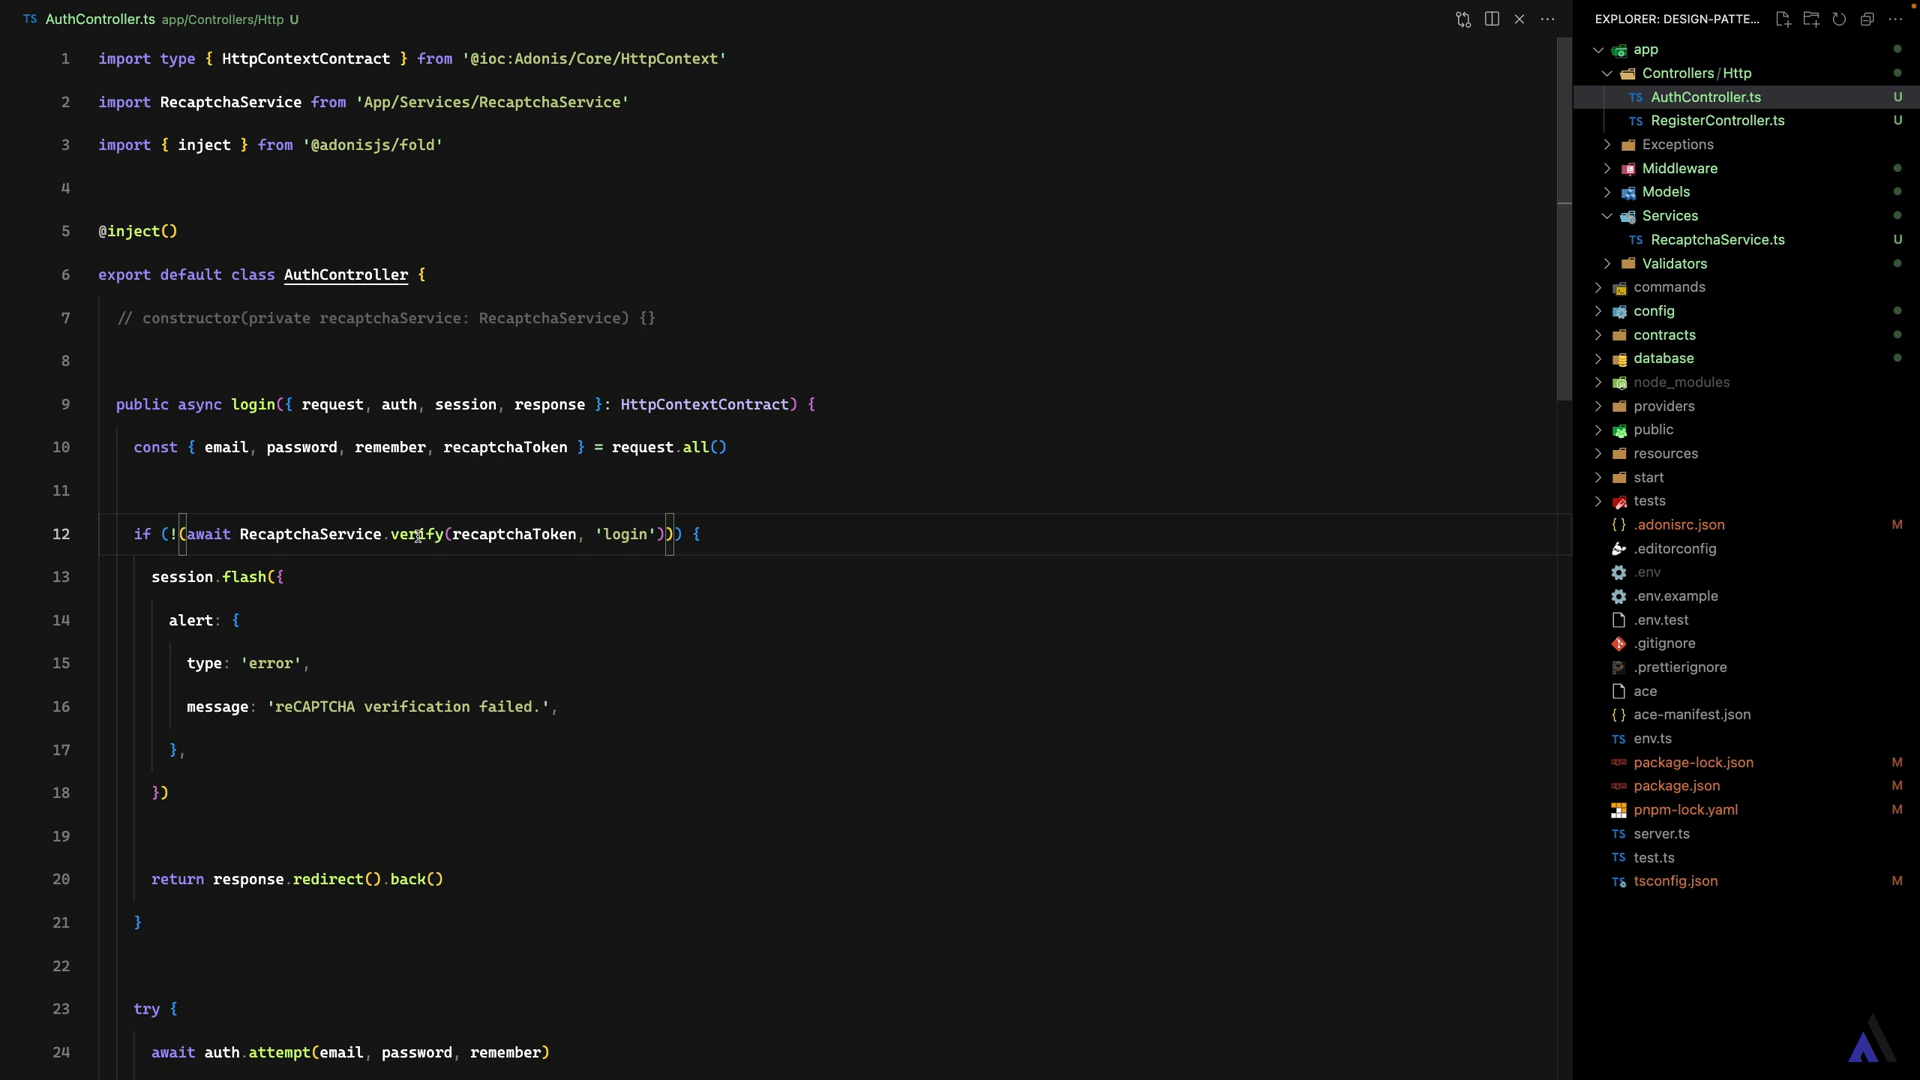 TS AuthController.ts app/Controllers/Http U
1 import type { HttpContextContract } from '@ioc:Adonis/Core/HttpContext'
2 import RecaptchaService from 'App/Services/RecaptchaService'
3 import { inject } from '@adonisjs/fold'
4
5 @inject()
6 export default class AuthController {
7 // constructor(private recaptchaService: RecaptchaService) {}
8
9 public async login({ request, auth, session, response }: HttpContextContract) {
10 const { email, password, remember, recaptchaToken } = request.all()
11
12 if (!(await RecaptchaService.verify(recaptchaToken, 'login'))) {
13 session.flash({
14 alert: {
15 type: 'error',
16 message: 'reCAPTCHA verification failed.',
17 },
18 })
19
20 return response.redirect().back()
21 }
22
23 try {
24 await auth.attempt(email, password, remember)
EXPLORER: DESIGN-PATTE...
app
Controllers/Http
TS AuthController.ts U
TS RegisterController.ts U
Exceptions
Middleware
Models
Services
TS RecaptchaService.ts U
Validators
commands
config
contracts
database
node_modules
providers
public
resources
start
tests
{} .adonisrc.json M
.editorconfig
.env
.env.example
.env.test
.gitignore
.prettierignore
ace
{} ace-manifest.json
TS env.ts
package-lock.json M
package.json M
pnpm-lock.yaml M
TS server.ts
TS test.ts
TS tsconfig.json M